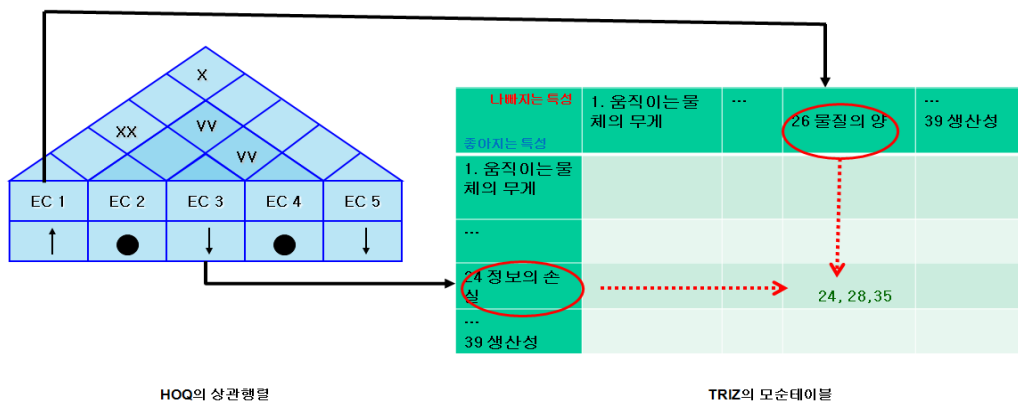 X
XX
VV
VV
EC 1
EC 2
EC 3
EC 4
EC 5
나빠지는 특성
좋아지는 특성
1. 움직이는 물
체의 무게
...
26 물질의 양
...
39 생산성
1. 움직이는 물
체의 무게
...
24 정보의 손
실
24, 28,35
...
39 생산성
HOQ의 상관행렬
TRIZ의 모순테이블